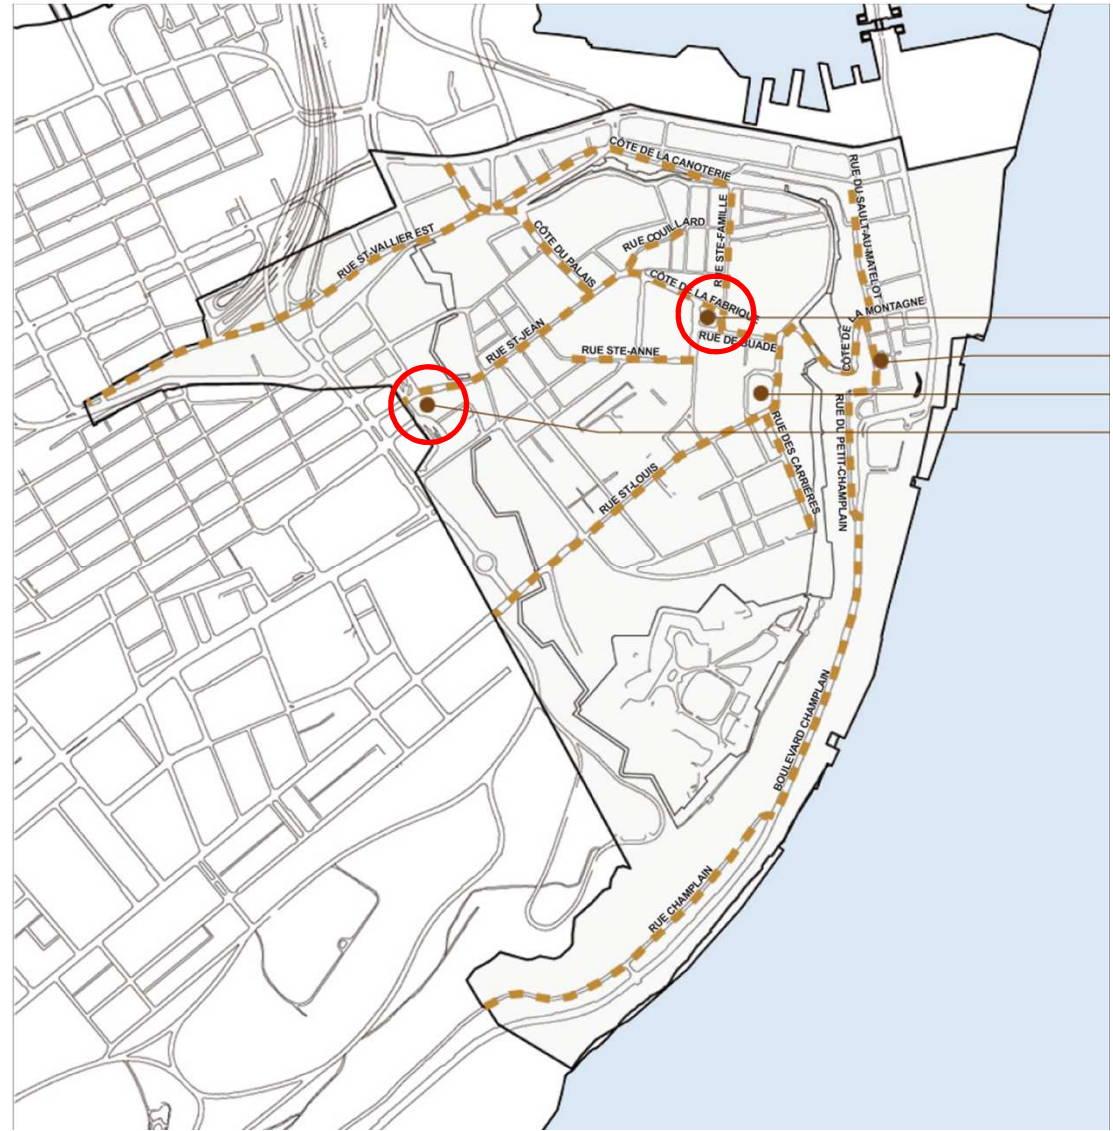 CÔTE DE LA CANOTERIE
RUE DU SAULT-AU-MATELOT
RUE STE-FAMILLE
RUE COUILLARD
CÔTE DU PALAIS
RUE ST-VALLIER EST
CÔTE DE LA FABRIQUE
CÔTE DE
LA MONTAGNE
RUE ST-JEAN
RUE DE BUADE
RUE STE-ANNE
RUE DU PETIT-CHAMPLAIN
RUE DES CARRIÈRES
RUE ST-LOUIS
BOULEVARD CHAMPLAIN
RUE CHAMPLAIN